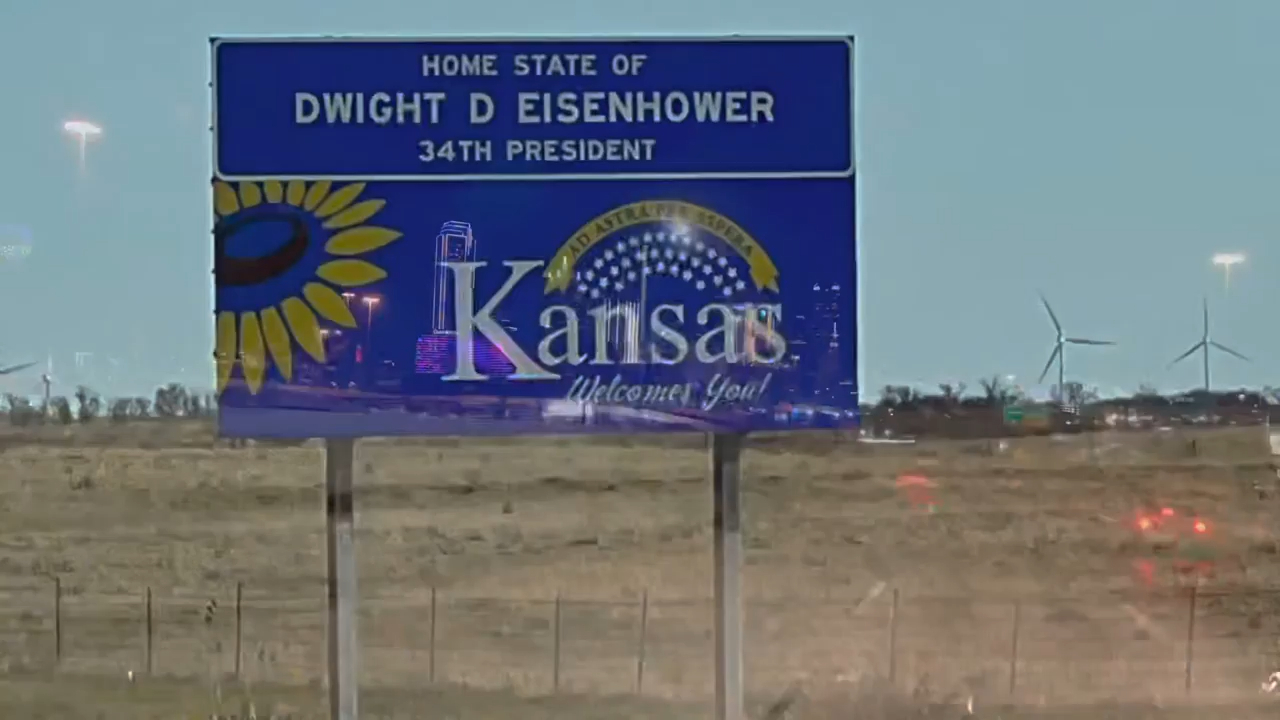 HOME STATE OF
DWIGHT D EISENHOWER
34TH PRESIDENT
AD ASTRA PER ASPERA
Kansas
Welcomes You!